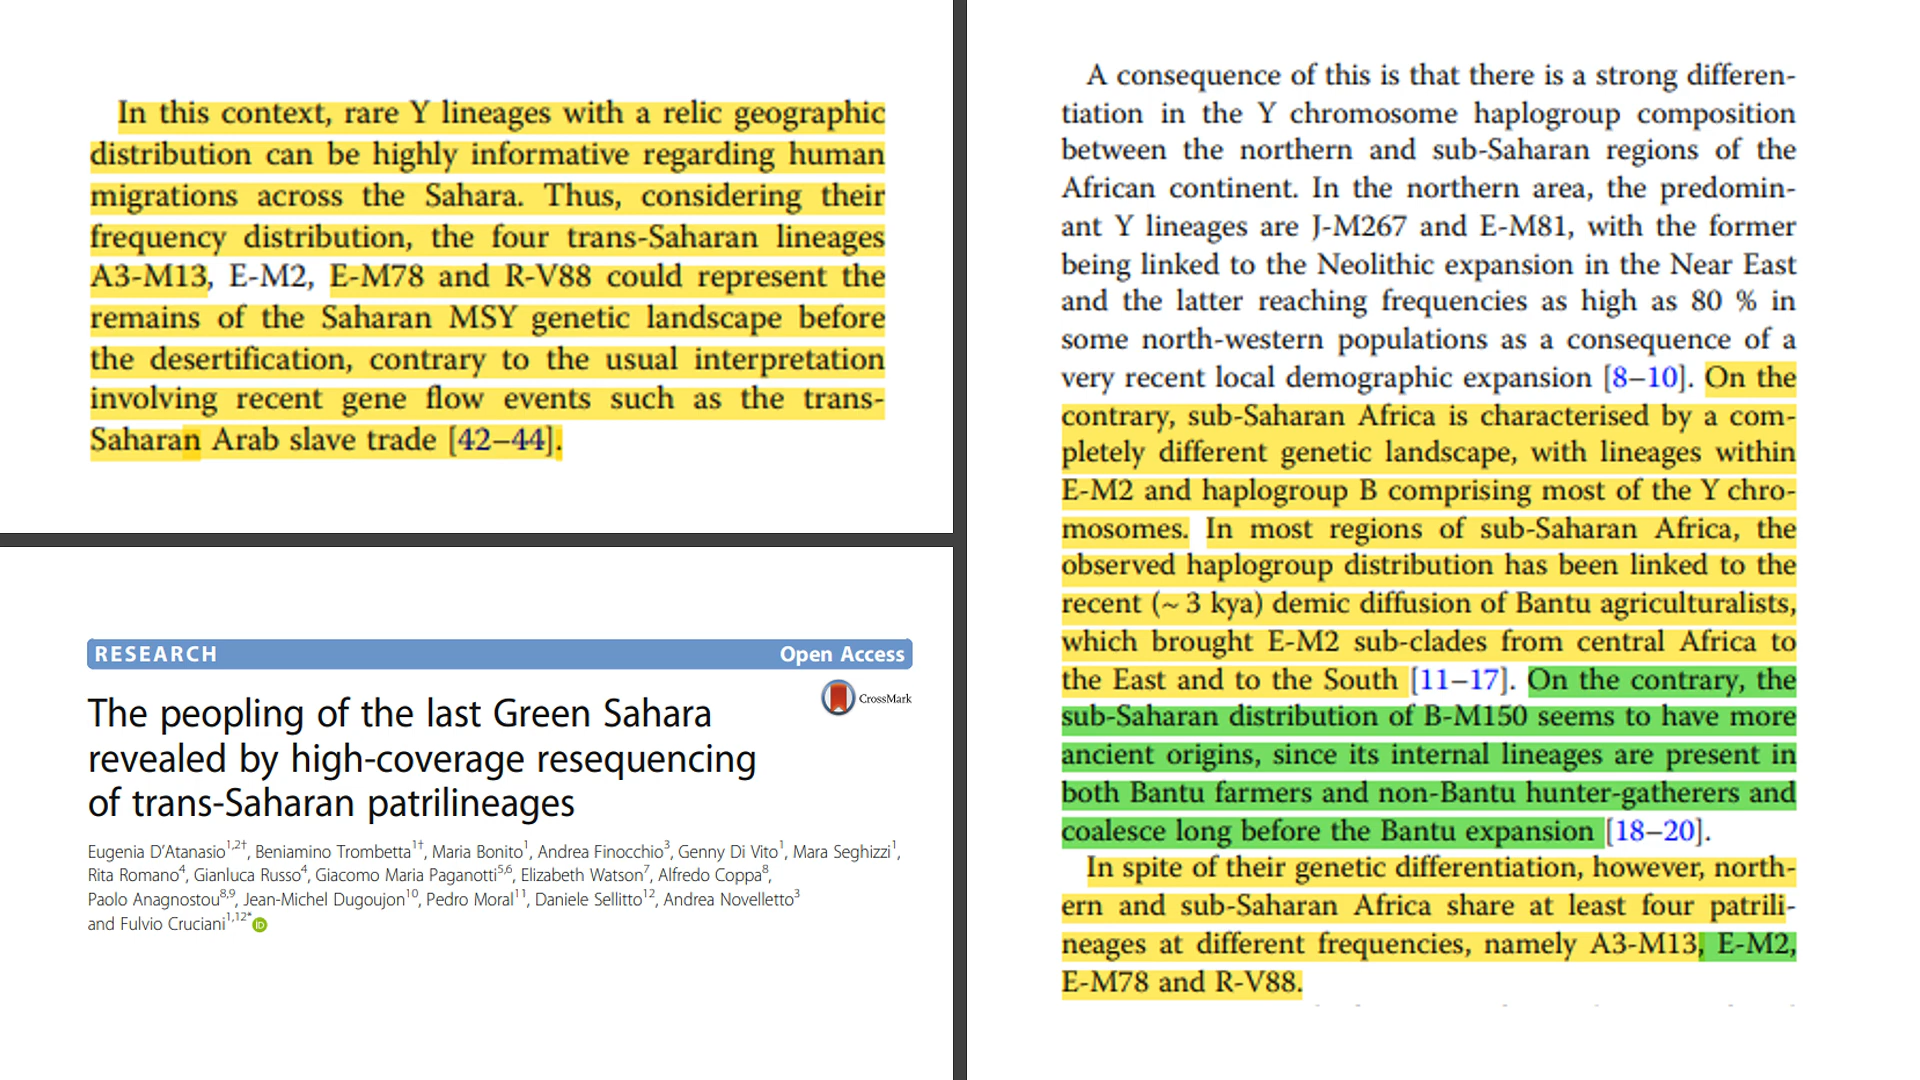 In this context, rare Y lineages with a relic geographic
distribution can be highly informative regarding human
migrations across the Sahara. Thus, considering their
frequency distribution, the four trans-Saharan lineages
A3-M13, E-M2, E-M78 and R-V88 could represent the
remains of the Saharan MSY genetic landscape before
the desertification, contrary to the usual interpretation
involving recent gene flow events such as the trans-
Saharan Arab slave trade [42–44].
RESEARCH Open Access
CrossMark
The peopling of the last Green Sahara
revealed by high-coverage resequencing
of trans-Saharan patrilineages
Eugenia D'Atanasio1,2†, Beniamino Trombetta1†, Maria Bonito1, Andrea Finocchio3, Genny Di Vito1, Mara Seghizzi1,
Rita Romano4, Gianluca Russo4, Giacomo Maria Paganotti5,6, Elizabeth Watson7, Alfredo Coppa8,
Paolo Anagnostou8,9, Jean-Michel Dugoujon10, Pedro Moral11, Daniele Sellitto12, Andrea Novelletto3
and Fulvio Cruciani1,12* iD
A consequence of this is that there is a strong differen-
tiation in the Y chromosome haplogroup composition
between the northern and sub-Saharan regions of the
African continent. In the northern area, the predomin-
ant Y lineages are J-M267 and E-M81, with the former
being linked to the Neolithic expansion in the Near East
and the latter reaching frequencies as high as 80 % in
some north-western populations as a consequence of a
very recent local demographic expansion [8–10]. On the
contrary, sub-Saharan Africa is characterised by a com-
pletely different genetic landscape, with lineages within
E-M2 and haplogroup B comprising most of the Y chro-
mosomes. In most regions of sub-Saharan Africa, the
observed haplogroup distribution has been linked to the
recent (~ 3 kya) demic diffusion of Bantu agriculturalists,
which brought E-M2 sub-clades from central Africa to
the East and to the South [11–17]. On the contrary, the
sub-Saharan distribution of B-M150 seems to have more
ancient origins, since its internal lineages are present in
both Bantu farmers and non-Bantu hunter-gatherers and
coalesce long before the Bantu expansion [18–20].
In spite of their genetic differentiation, however, north-
ern and sub-Saharan Africa share at least four patrili-
neages at different frequencies, namely A3-M13, E-M2,
E-M78 and R-V88.